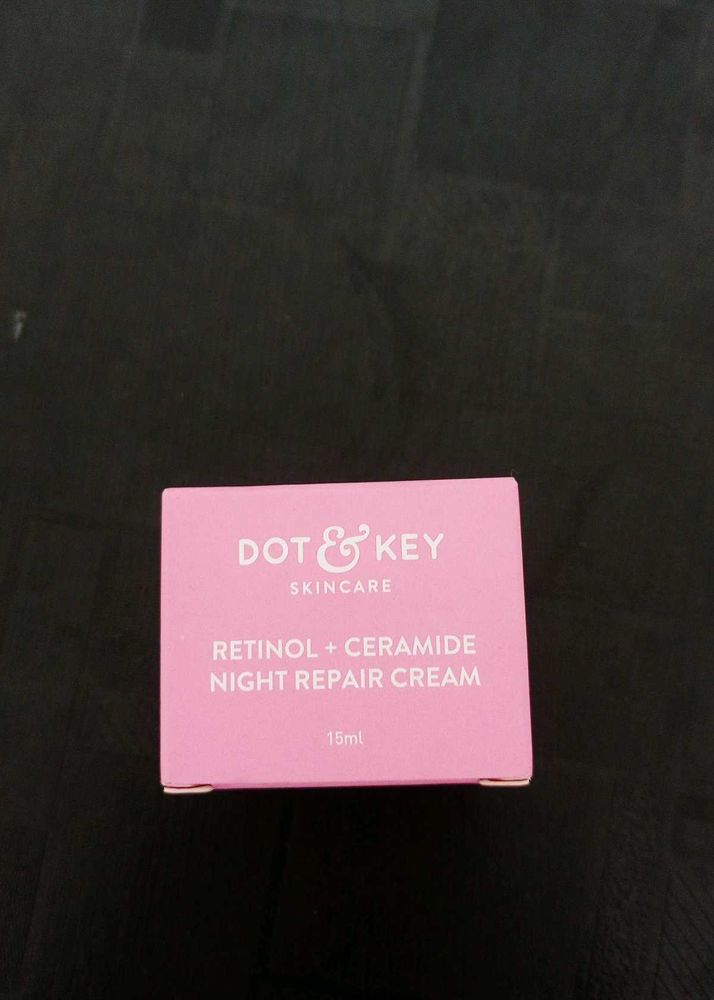 DOT & KEY
SKINCARE
RETINOL + CERAMIDE
NIGHT REPAIR CREAM
15ml